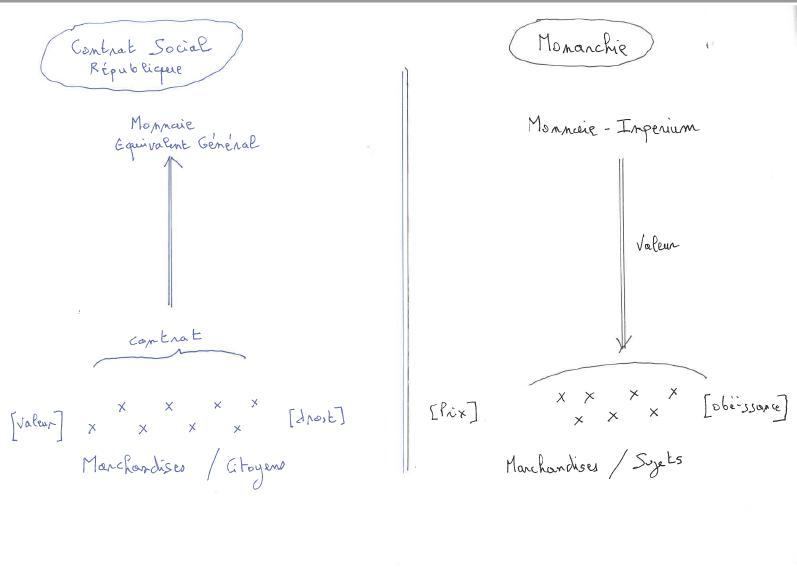 Contrat Social
République
Monnaie
Equivalent Général
contrat
x x x x
x x x x
[valeur]
[droit]
Marchandises / Citoyens
Monarchie
Monnaie - Imperium
Valeur
x x x x
x x x
[Prix]
[obéissance]
Marchandises / Sujets